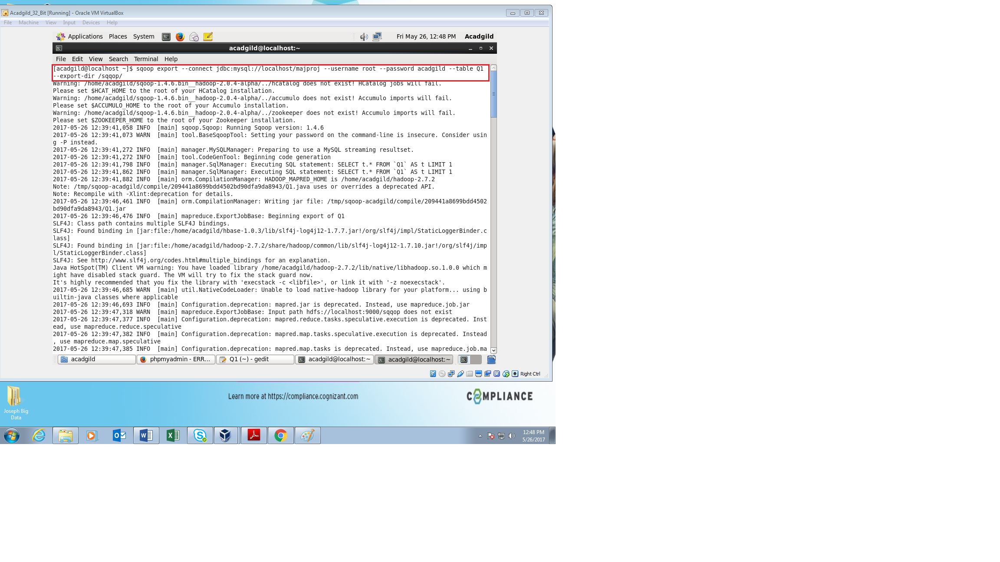 Acadgild_32_Bit [Running] - Oracle VM VirtualBox
File Machine View Input Devices Help
Applications Places System Fri May 26, 12:48 PM Acadgild
acadgild@localhost:~
File Edit View Search Terminal Help
[acadgild@localhost ~]$ sqoop export --connect jdbc:mysql://localhost/majproj --username root --password acadgild --table Q1
--export-dir /sqqop/
Warning: /home/acadgild/sqoop-1.4.6.bin__hadoop-2.0.4-alpha/../hcatalog does not exist! HCatalog jobs will fail.
Please set $HCAT_HOME to the root of your HCatalog installation.
Warning: /home/acadgild/sqoop-1.4.6.bin__hadoop-2.0.4-alpha/../accumulo does not exist! Accumulo imports will fail.
Please set $ACCUMULO_HOME to the root of your Accumulo installation.
Warning: /home/acadgild/sqoop-1.4.6.bin__hadoop-2.0.4-alpha/../zookeeper does not exist! Accumulo imports will fail.
Please set $ZOOKEEPER_HOME to the root of your Zookeeper installation.
2017-05-26 12:39:41,058 INFO  [main] sqoop.Sqoop: Running Sqoop version: 1.4.6
2017-05-26 12:39:41,073 WARN  [main] tool.BaseSqoopTool: Setting your password on the command-line is insecure. Consider usin
g -P instead.
2017-05-26 12:39:41,272 INFO  [main] manager.MySQLManager: Preparing to use a MySQL streaming resultset.
2017-05-26 12:39:41,272 INFO  [main] tool.CodeGenTool: Beginning code generation
2017-05-26 12:39:41,798 INFO  [main] manager.SqlManager: Executing SQL statement: SELECT t.* FROM `Q1` AS t LIMIT 1
2017-05-26 12:39:41,862 INFO  [main] manager.SqlManager: Executing SQL statement: SELECT t.* FROM `Q1` AS t LIMIT 1
2017-05-26 12:39:41,882 INFO  [main] orm.CompilationManager: HADOOP_MAPRED_HOME is /home/acadgild/hadoop-2.7.2
Note: /tmp/sqoop-acadgild/compile/209441a8699bdd4502bd90dfa9da8943/Q1.java uses or overrides a deprecated API.
Note: Recompile with -Xlint:deprecation for details.
2017-05-26 12:39:46,461 INFO  [main] orm.CompilationManager: Writing jar file: /tmp/sqoop-acadgild/compile/209441a8699bdd4502
bd90dfa9da8943/Q1.jar
2017-05-26 12:39:46,476 INFO  [main] mapreduce.ExportJobBase: Beginning export of Q1
SLF4J: Class path contains multiple SLF4J bindings.
SLF4J: Found binding in [jar:file:/home/acadgild/hbase-1.0.3/lib/slf4j-log4j12-1.7.7.jar!/org/slf4j/impl/StaticLoggerBinder.c
lass]
SLF4J: Found binding in [jar:file:/home/acadgild/hadoop-2.7.2/share/hadoop/common/lib/slf4j-log4j12-1.7.10.jar!/org/slf4j/imp
l/StaticLoggerBinder.class]
SLF4J: See http://www.slf4j.org/codes.html#multiple_bindings for an explanation.
Java HotSpot(TM) Client VM warning: You have loaded library /home/acadgild/hadoop-2.7.2/lib/native/libhadoop.so.1.0.0 which m
ight have disabled stack guard. The VM will try to fix the stack guard now.
It's highly recommended that you fix the library with 'execstack -c <libfile>', or link it with '-z noexecstack'.
2017-05-26 12:39:46,685 WARN  [main] util.NativeCodeLoader: Unable to load native-hadoop library for your platform... using b
uiltin-java classes where applicable
2017-05-26 12:39:46,693 INFO  [main] Configuration.deprecation: mapred.jar is deprecated. Instead, use mapreduce.job.jar
2017-05-26 12:39:47,318 WARN  [main] mapreduce.ExportJobBase: Input path hdfs://localhost:9000/sqqop does not exist
2017-05-26 12:39:47,377 INFO  [main] Configuration.deprecation: mapred.reduce.tasks.speculative.execution is deprecated. Inst
ead, use mapreduce.reduce.speculative
2017-05-26 12:39:47,382 INFO  [main] Configuration.deprecation: mapred.map.tasks.speculative.execution is deprecated. Instead
, use mapreduce.map.speculative
2017-05-26 12:39:47,385 INFO  [main] Configuration.deprecation: mapred.map.tasks is deprecated. Instead, use mapreduce.job.ma
acadgild phpmyadmin - ERR... Q1 (~) - gedit acadgild@localhost:~ acadgild@localhost:~
Right Ctrl
Learn more at https://compliance.cognizant.com
COMPLIANCE
Joseph Big
Data
12:48 PM
5/26/2017